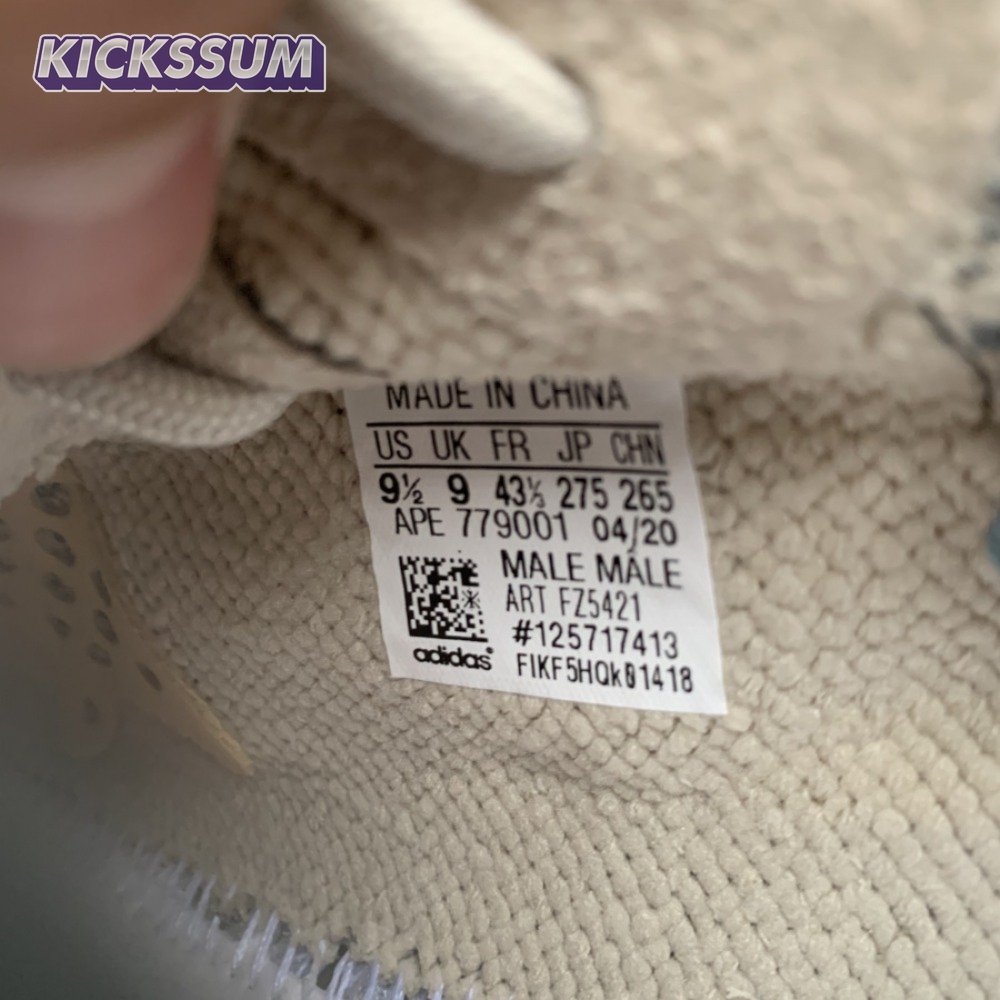 KICKSSUM
MADE IN CHINA
US UK FR JP CHN
9½ 9 43⅓ 275 265
APE 779001 04/20
MALE MÂLE
ART FZ5421
#125717413
adidas